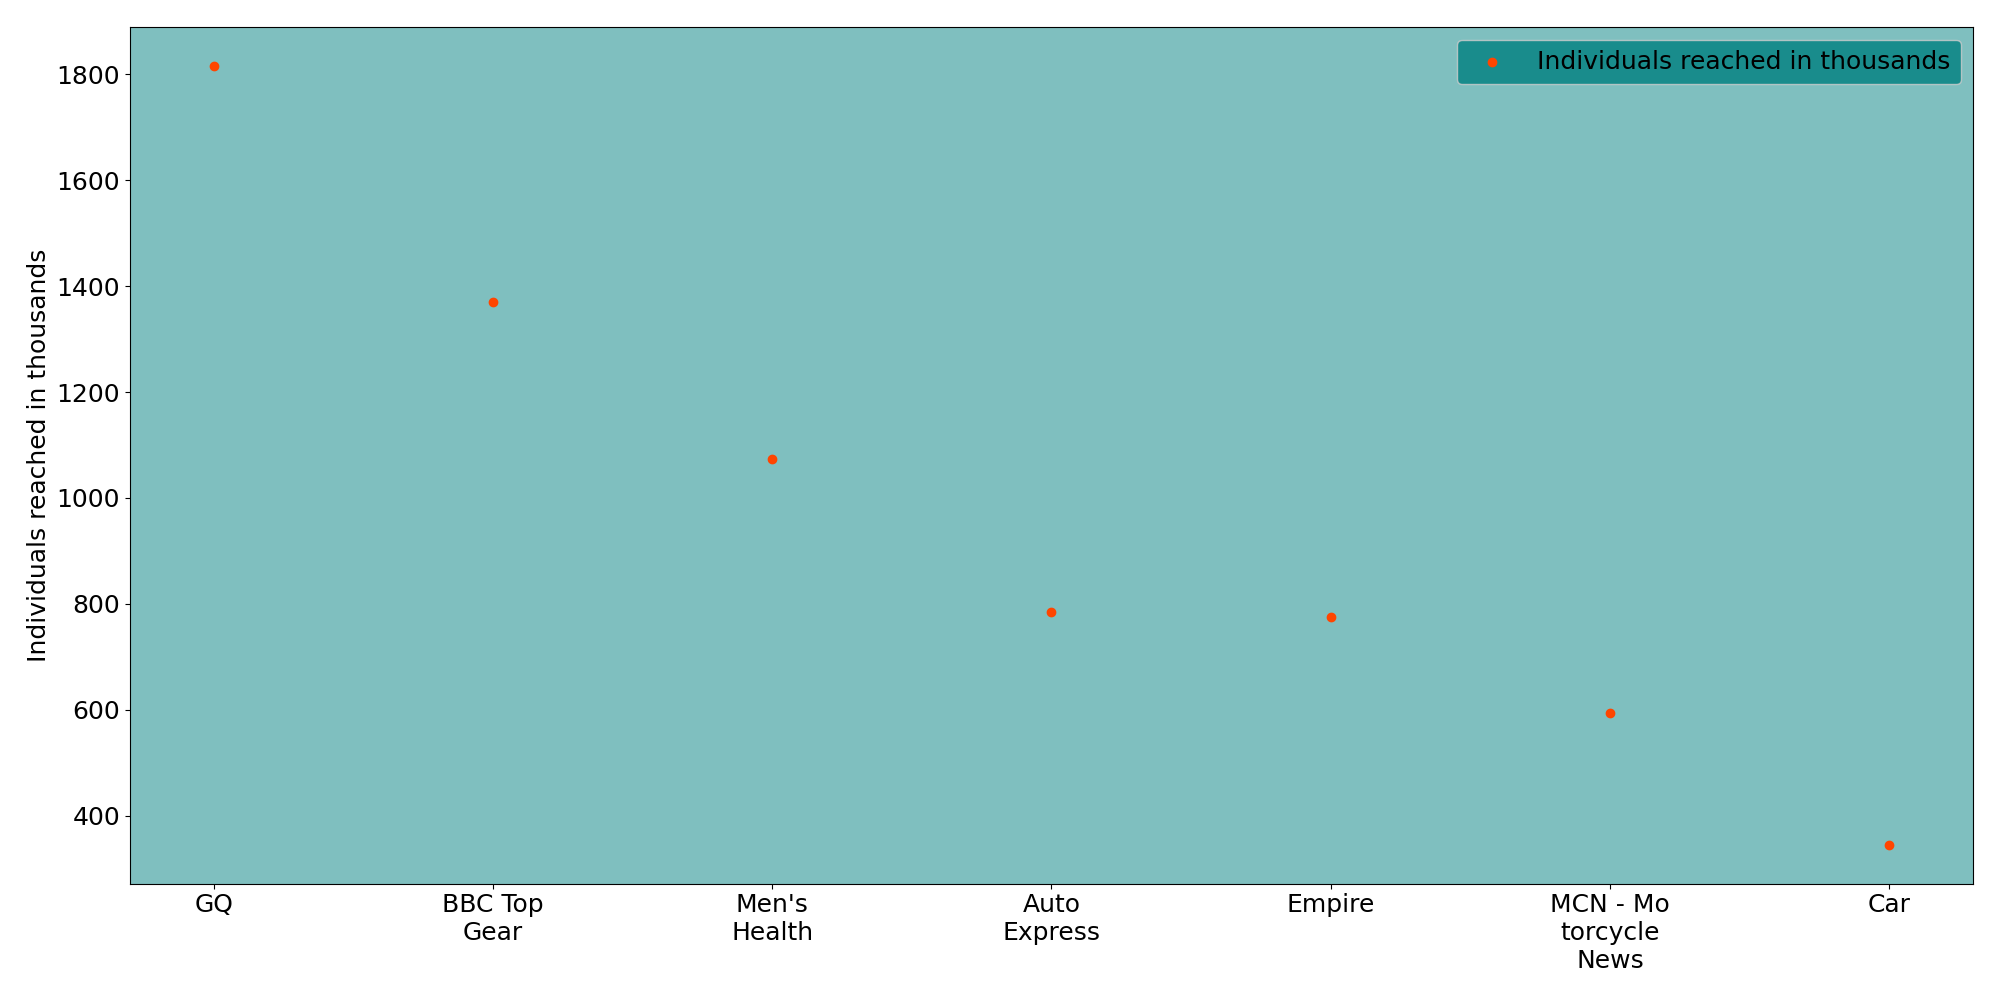 Individuals reached in thousands
Individuals reached in thousands
1800
1600
1400
1200
1000
800
600
400
GQ
BBC Top
Gear
Men's
Health
Auto
Express
Empire
MCN - Mo
torcycle
News
Car